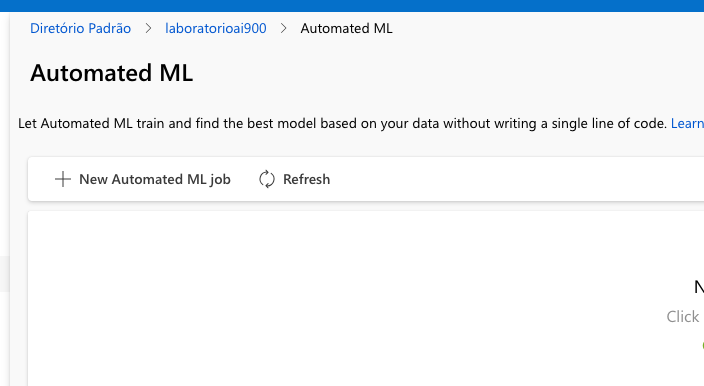 Diretório Padrão > laboratorioai900 > Automated ML
Automated ML
Let Automated ML train and find the best model based on your data without writing a single line of code. Learn
New Automated ML job Refresh
N
Click